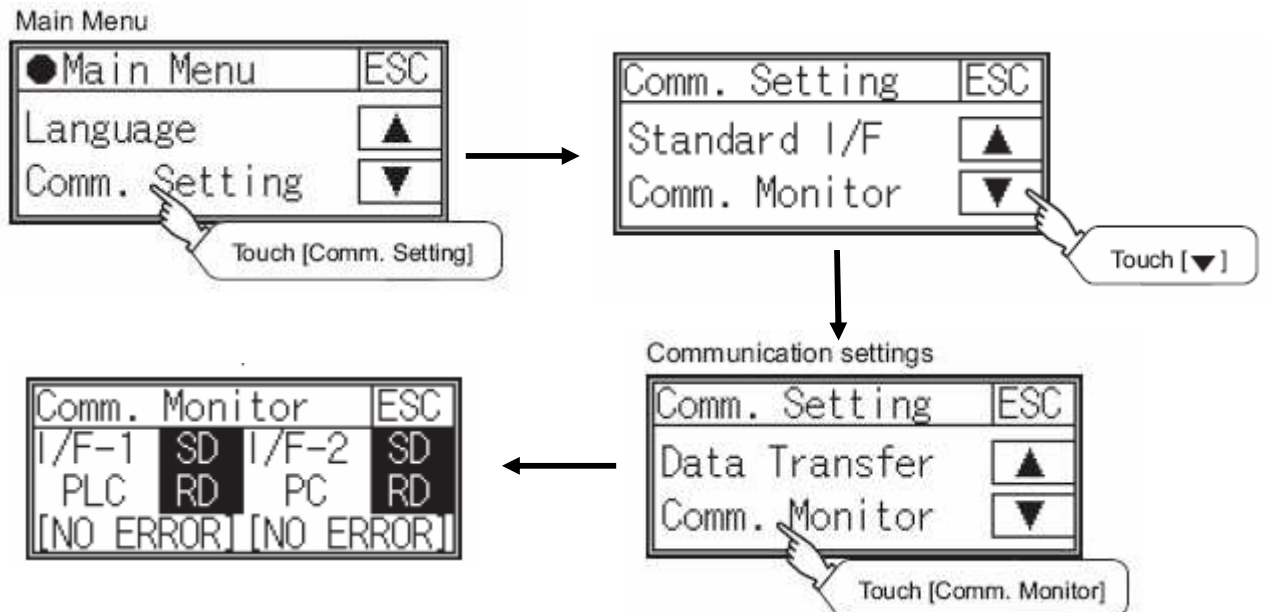 Main Menu
●Main Menu ESC
Language ▲
Comm. Setting ▼
Touch [Comm. Setting]
Comm. Setting ESC
Standard I/F ▲
Comm. Monitor ▼
Touch [▼]
Communication settings
Comm. Setting ESC
Data Transfer ▲
Comm. Monitor ▼
Touch [Comm. Monitor]
Comm. Monitor ESC
I/F-1 SD I/F-2 SD
PLC RD PC RD
[NO ERROR] [NO ERROR]